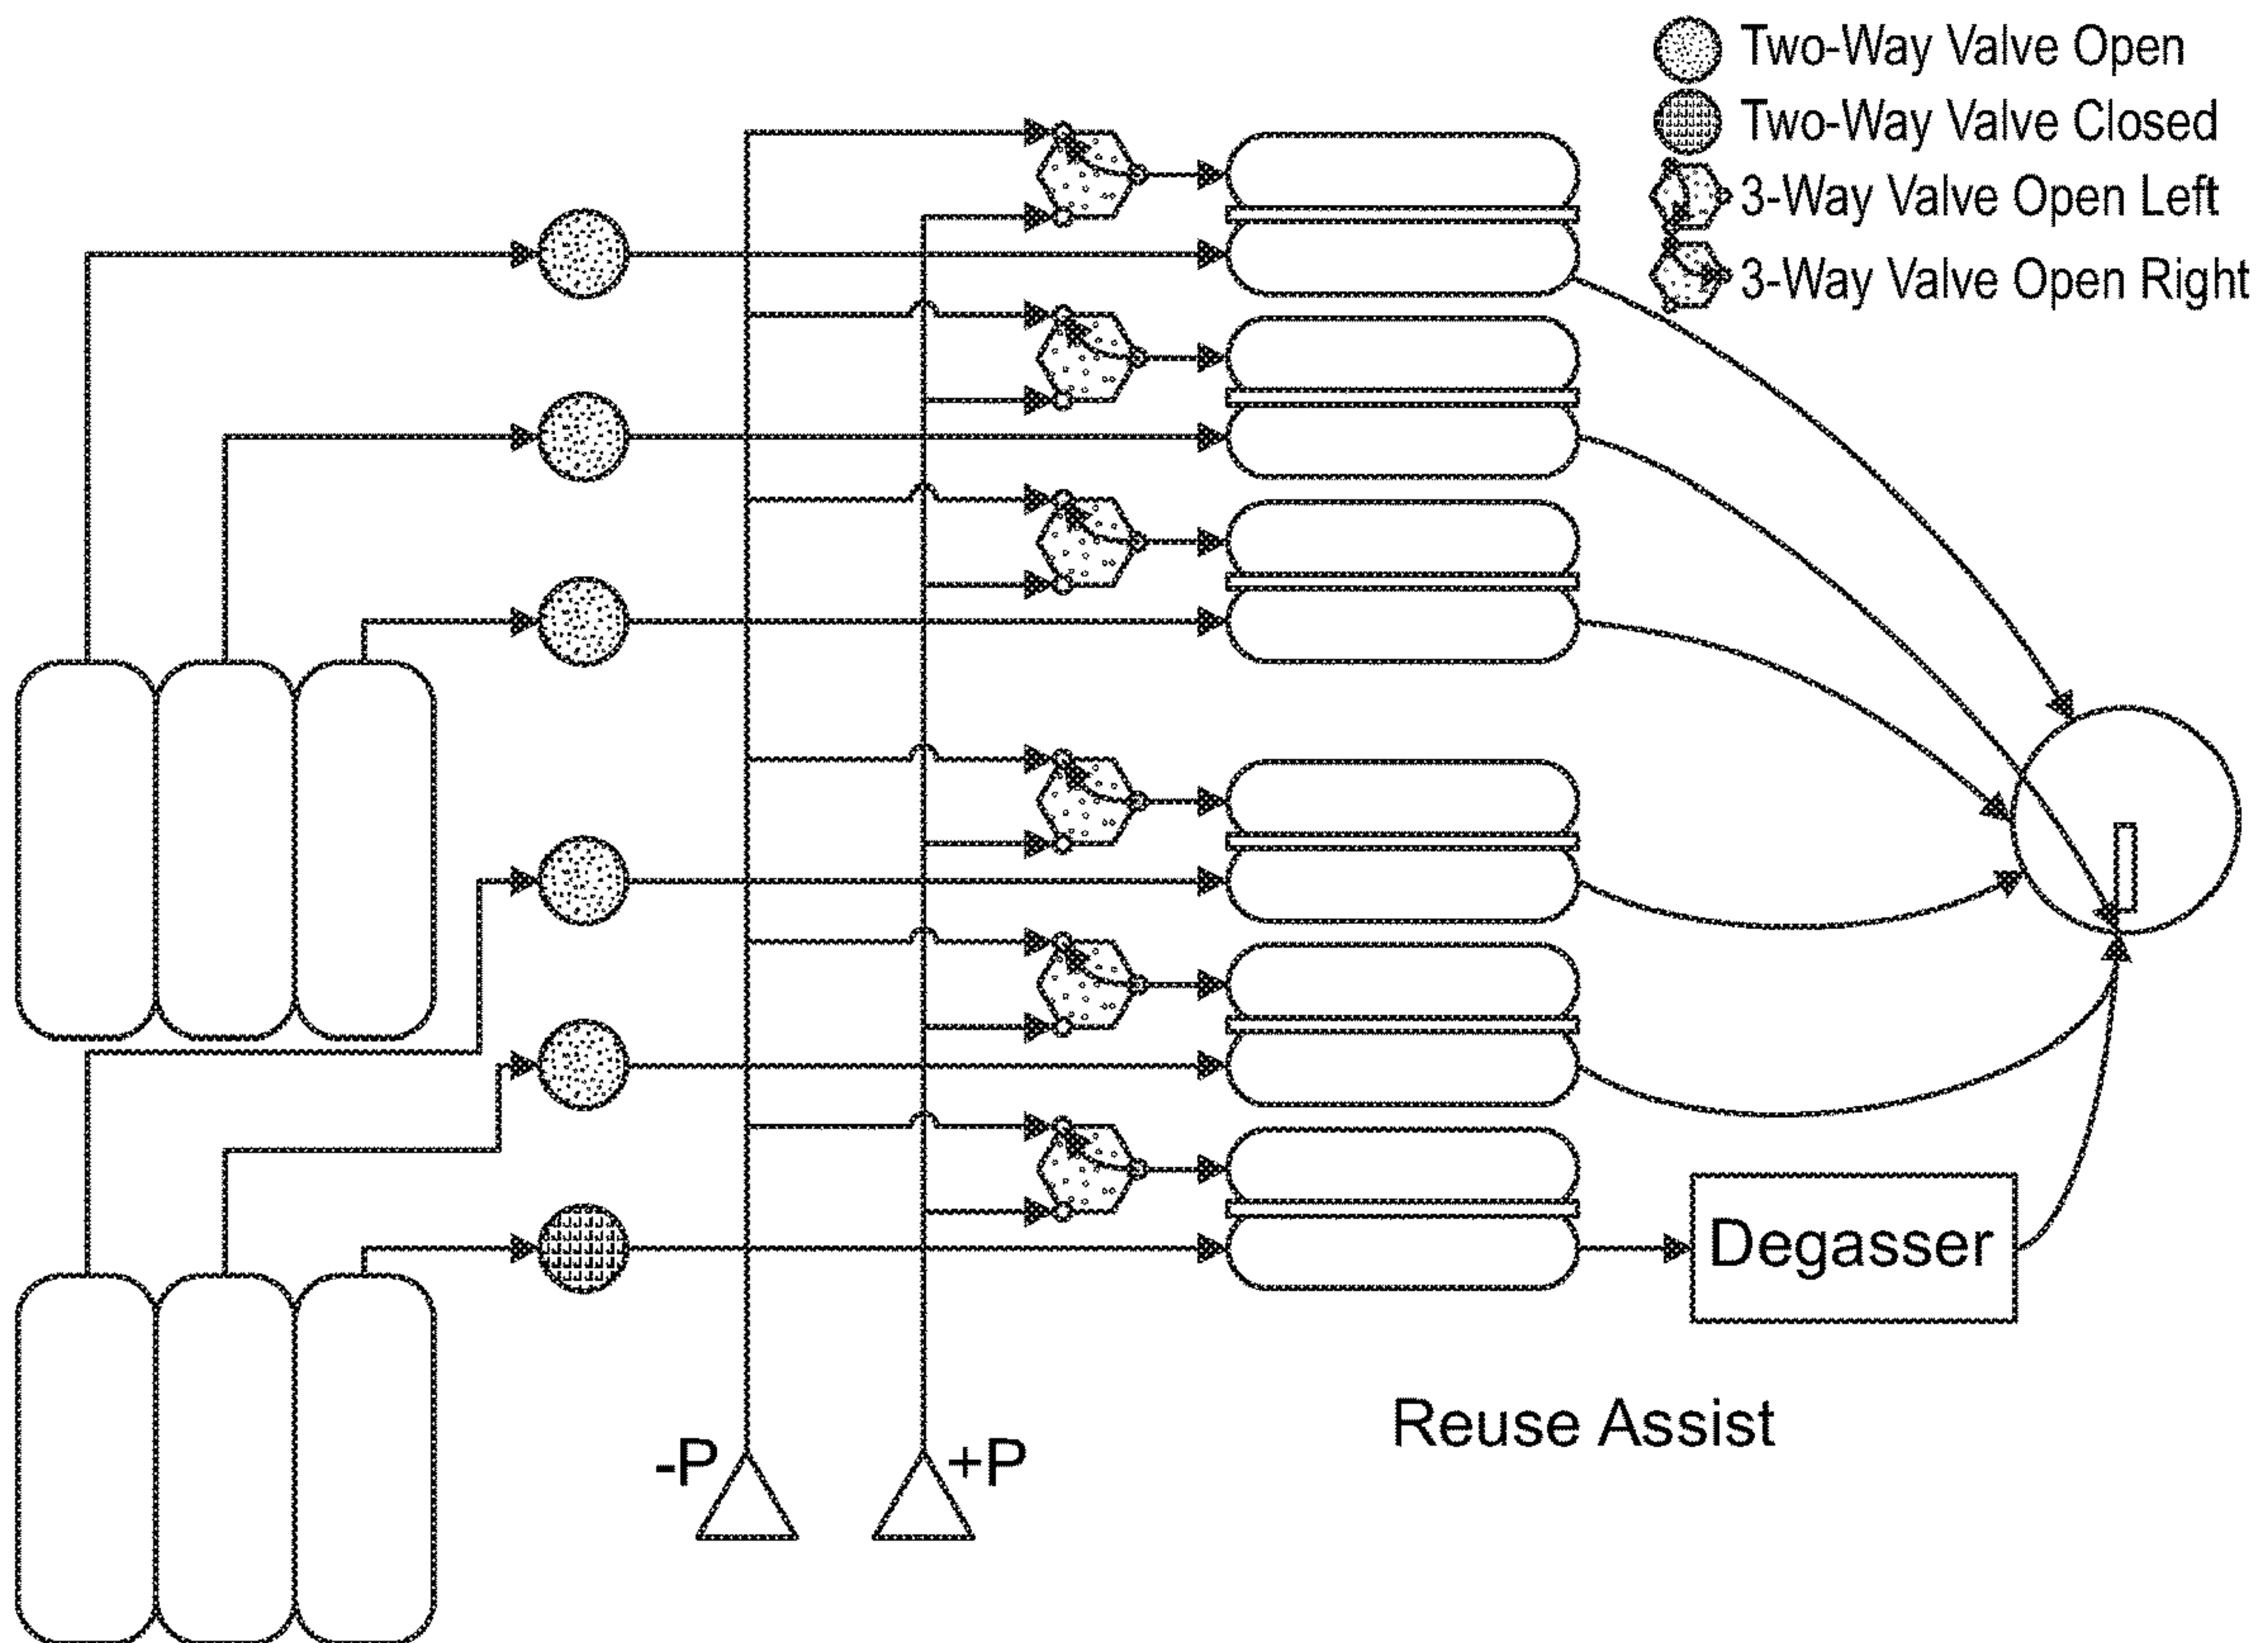 Two-Way Valve Open
Two-Way Valve Closed
3-Way Valve Open Left
3-Way Valve Open Right
Degasser
Reuse Assist
-P
+P